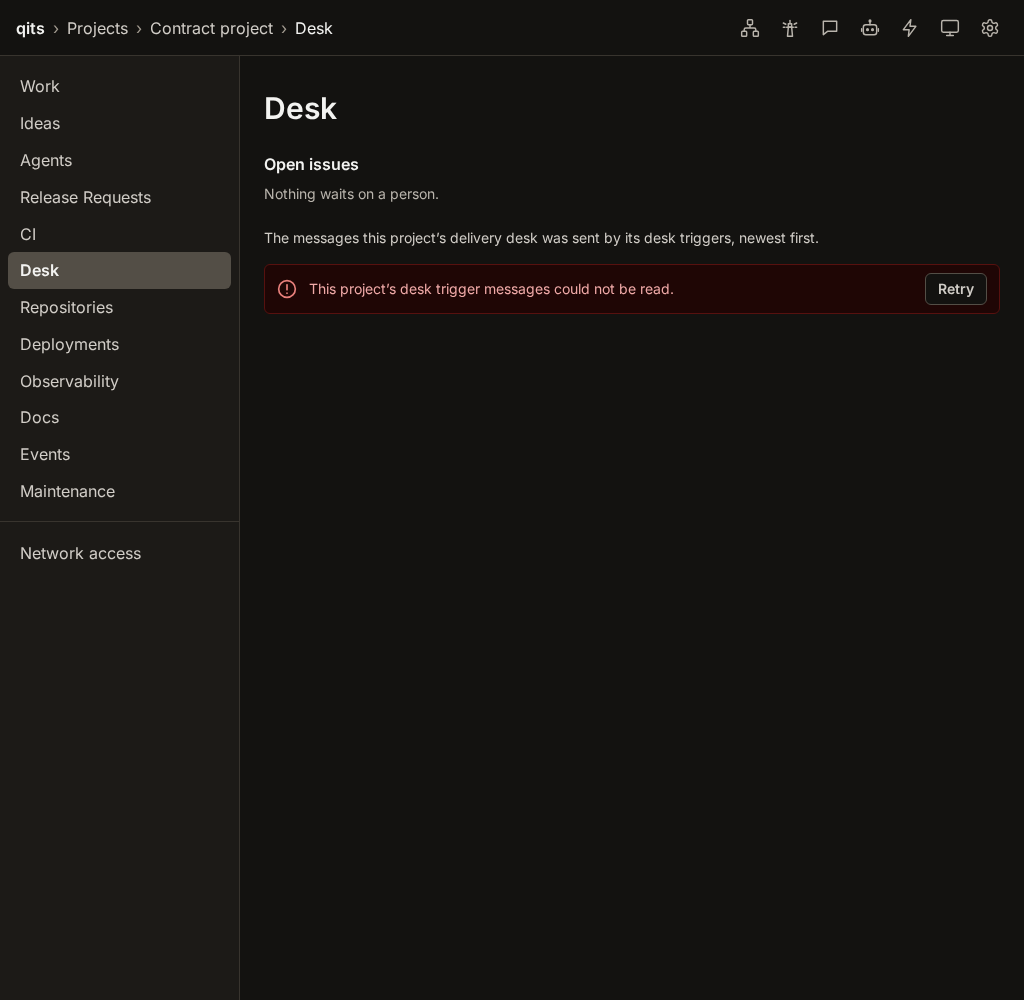 qits › Projects › Contract project › Desk
Work
Ideas
Agents
Release Requests
CI
Desk
Repositories
Deployments
Observability
Docs
Events
Maintenance
Network access
Desk
Open issues
Nothing waits on a person.
The messages this project’s delivery desk was sent by its desk triggers, newest first.
This project’s desk trigger messages could not be read.
Retry